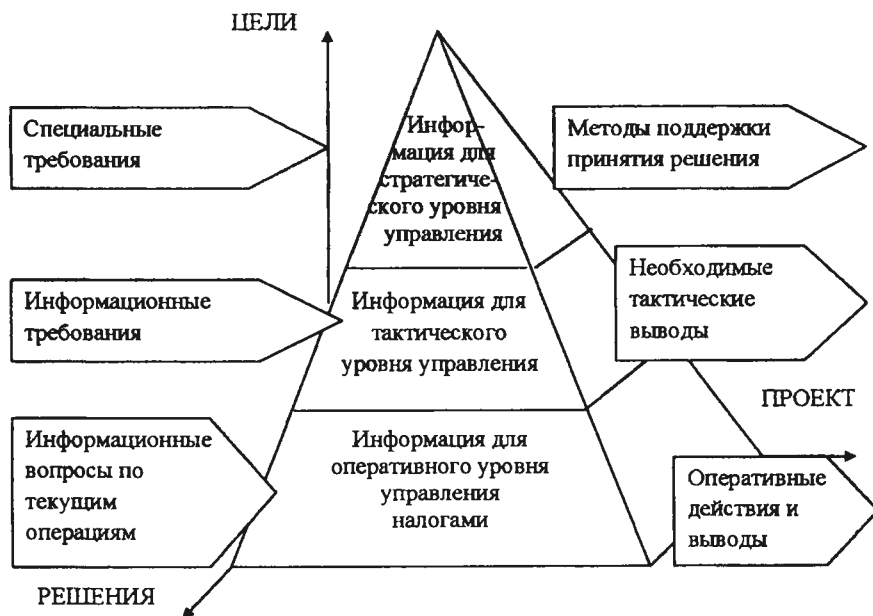 ЦЕЛИ
Специальные
требования
Инфор-
мация для
стратегиче-
ского уровня
управления
Методы поддержки
принятия решения
Информационные
требования
Информация для
тактического
уровня управления
Необходимые
тактические
выводы
ПРОЕКТ
Информационные
вопросы по
текущим
операциям
Информация для
оперативного уровня
управления
налогами
Оперативные
действия и
выводы
РЕШЕНИЯ